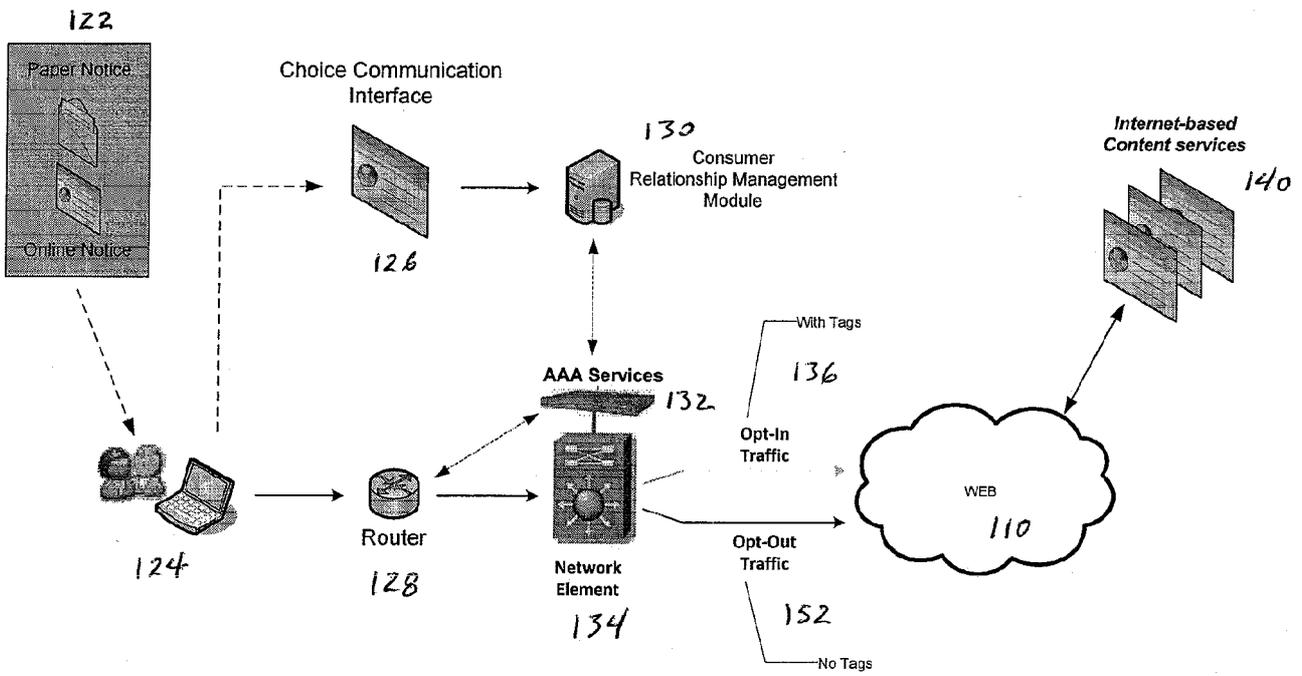 122
Paper Notice
Online Notice
Choice Communication
Interface
126
130
Consumer
Relationship Management
Module
Internet-based
Content services
140
With Tags
136
AAA Services
132
Opt-In
Traffic
WEB
110
124
Router
128
Network
Element
134
Opt-Out
Traffic
152
No Tags